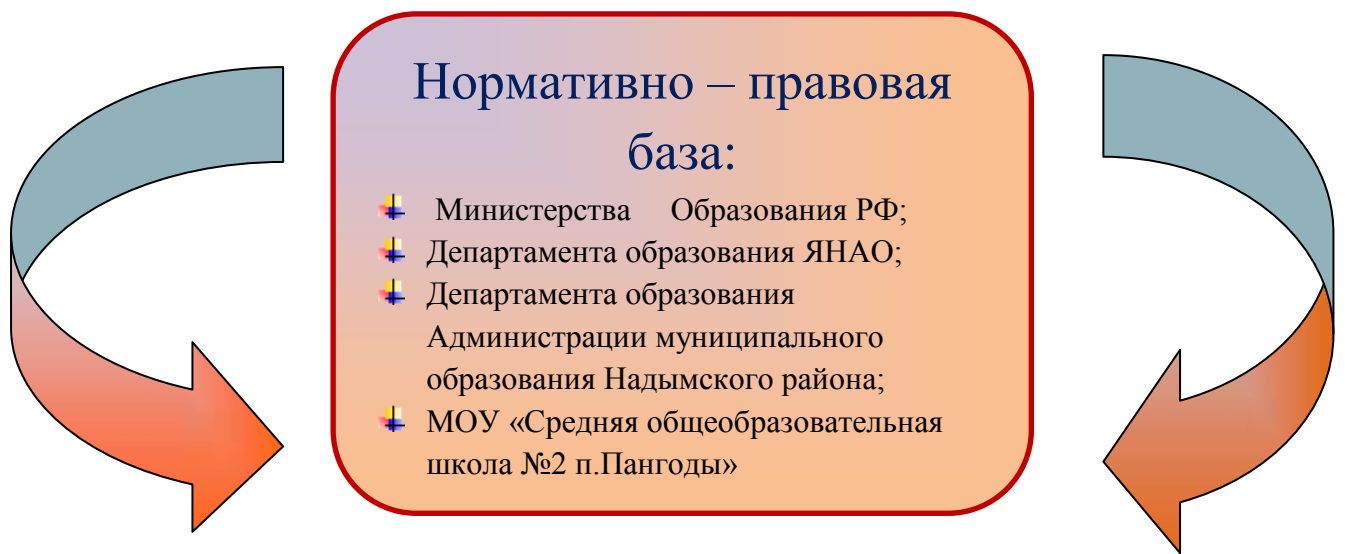 Нормативно – правовая
база:
Министерства Образования РФ;
Департамента образования ЯНАО;
Департамента образования
Администрации муниципального
образования Надымского района;
МОУ «Средняя общеобразовательная
школа №2 п.Пангоды»